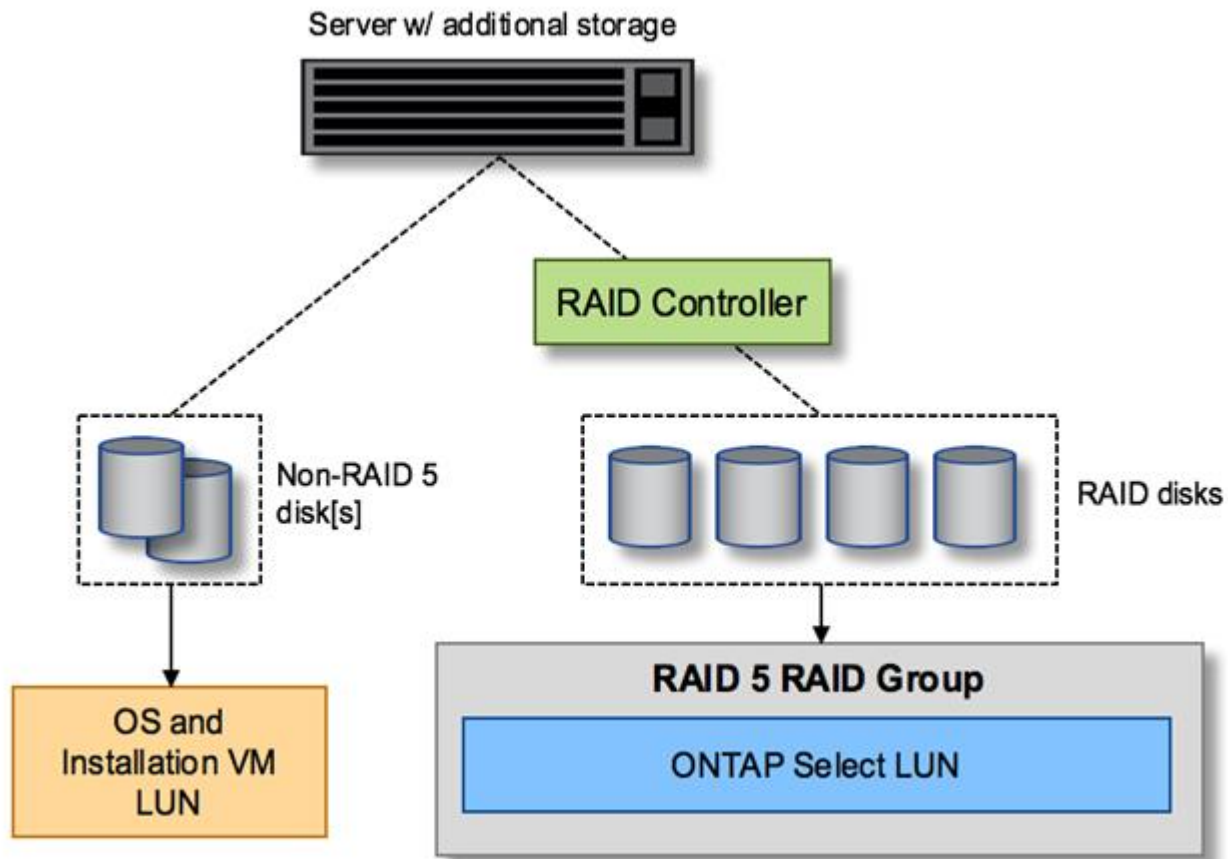 Server w/ additional storage
RAID Controller
Non-RAID 5
disk[s]
RAID disks
OS and
Installation VM
LUN
RAID 5 RAID Group
ONTAP Select LUN